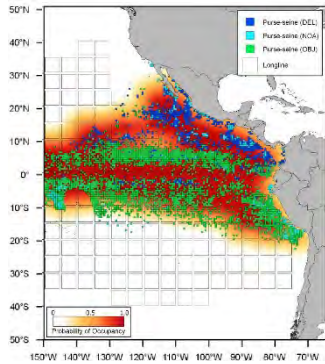 50°N
40°N
30°N
20°N
10°N
0°
10°S
20°S
30°S
40°S
50°S
Purse-seine (DEL)
Purse-seine (NOA)
Purse-seine (OBJ)
Longline
0 0.5 1.0
Probability of Occupancy
150°W 140°W 130°W 120°W 110°W 100°W 90°W 80°W 70°W